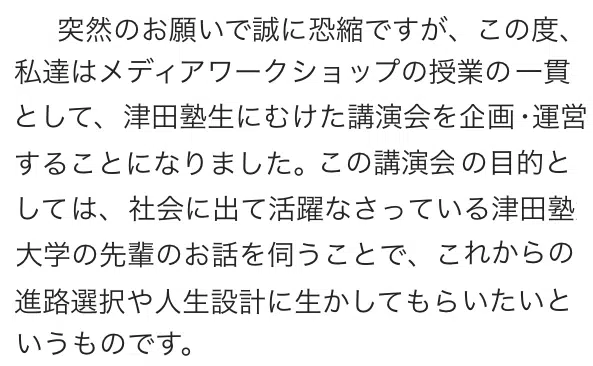 突然のお願いで誠に恐縮ですが、この度、
私達はメディアワークショップの授業の一貫
として、津田塾生にむけた講演会を企画・運営
することになりました。この講演会の目的と
しては、社会に出て活躍なさっている津田塾
大学の先輩のお話を伺うことで、これからの
進路選択や人生設計に生かしてもらいたいと
いうものです。